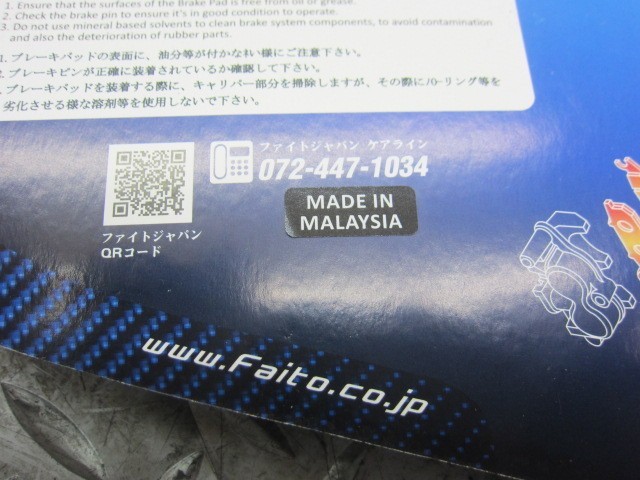 1. Ensure that the surfaces of the Brake Pad is free from oil or grease.
2. Check the brake pin to ensure it's in good condition to operate.
3. Do not use mineral based solvents to clean brake system components, to avoid contamination
and also the deterioration of rubber parts.
1. ブレーキパッドの表面に、油分等が付かない様にご注意下さい。
2. ブレーキピンが正確に装着されているか確認して下さい。
. ブレーキパッドを装着する際に、キャリパー部分を掃除しますが、その際にOーリング等を
劣化させる様な溶剤等を使用しないで下さい。
ファイトジャパン ケアライン
072-447-1034
MADE IN
MALAYSIA
ファイトジャパン
QRコード
www.Faito.co.jp